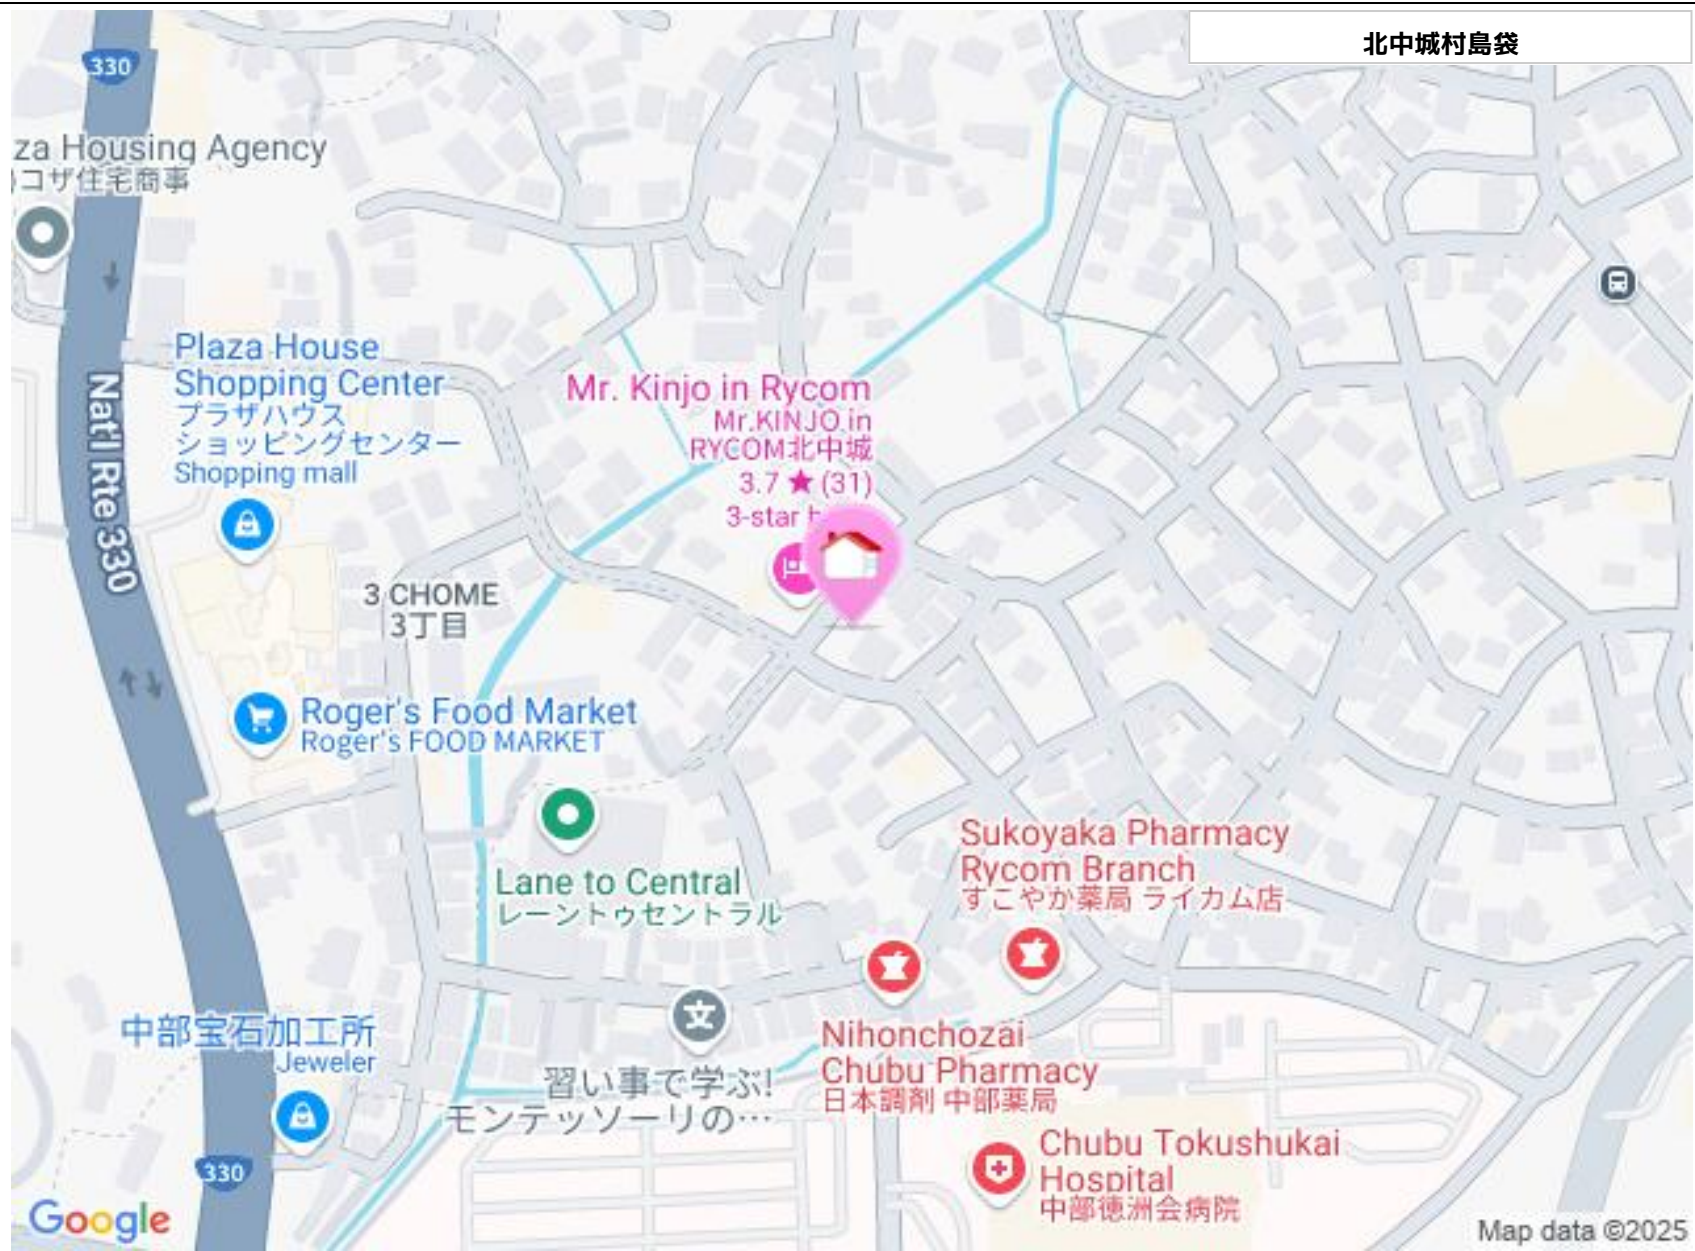 北中城村島袋
330
za Housing Agency
コザ住宅商事
Plaza House
Shopping Center
プラザハウス
ショッピングセンター
Shopping mall
Nat'l Rte 330
Mr. Kinjo in Rycom
Mr.KINJO in
RYCOM北中城
3.7 ★ (31)
3-star
3 CHOME
3丁目
Roger's Food Market
Roger's FOOD MARKET
Lane to Central
レーントゥセントラル
Sukoyaka Pharmacy
Rycom Branch
すこやか薬局 ライカム店
中部宝石加工所
Jeweler
習い事で学ぶ!
モンテッソーリの…
Nihonchozai
Chubu Pharmacy
日本調剤 中部薬局
Chubu Tokushukai
Hospital
中部徳洲会病院
330
Google
Map data ©2025